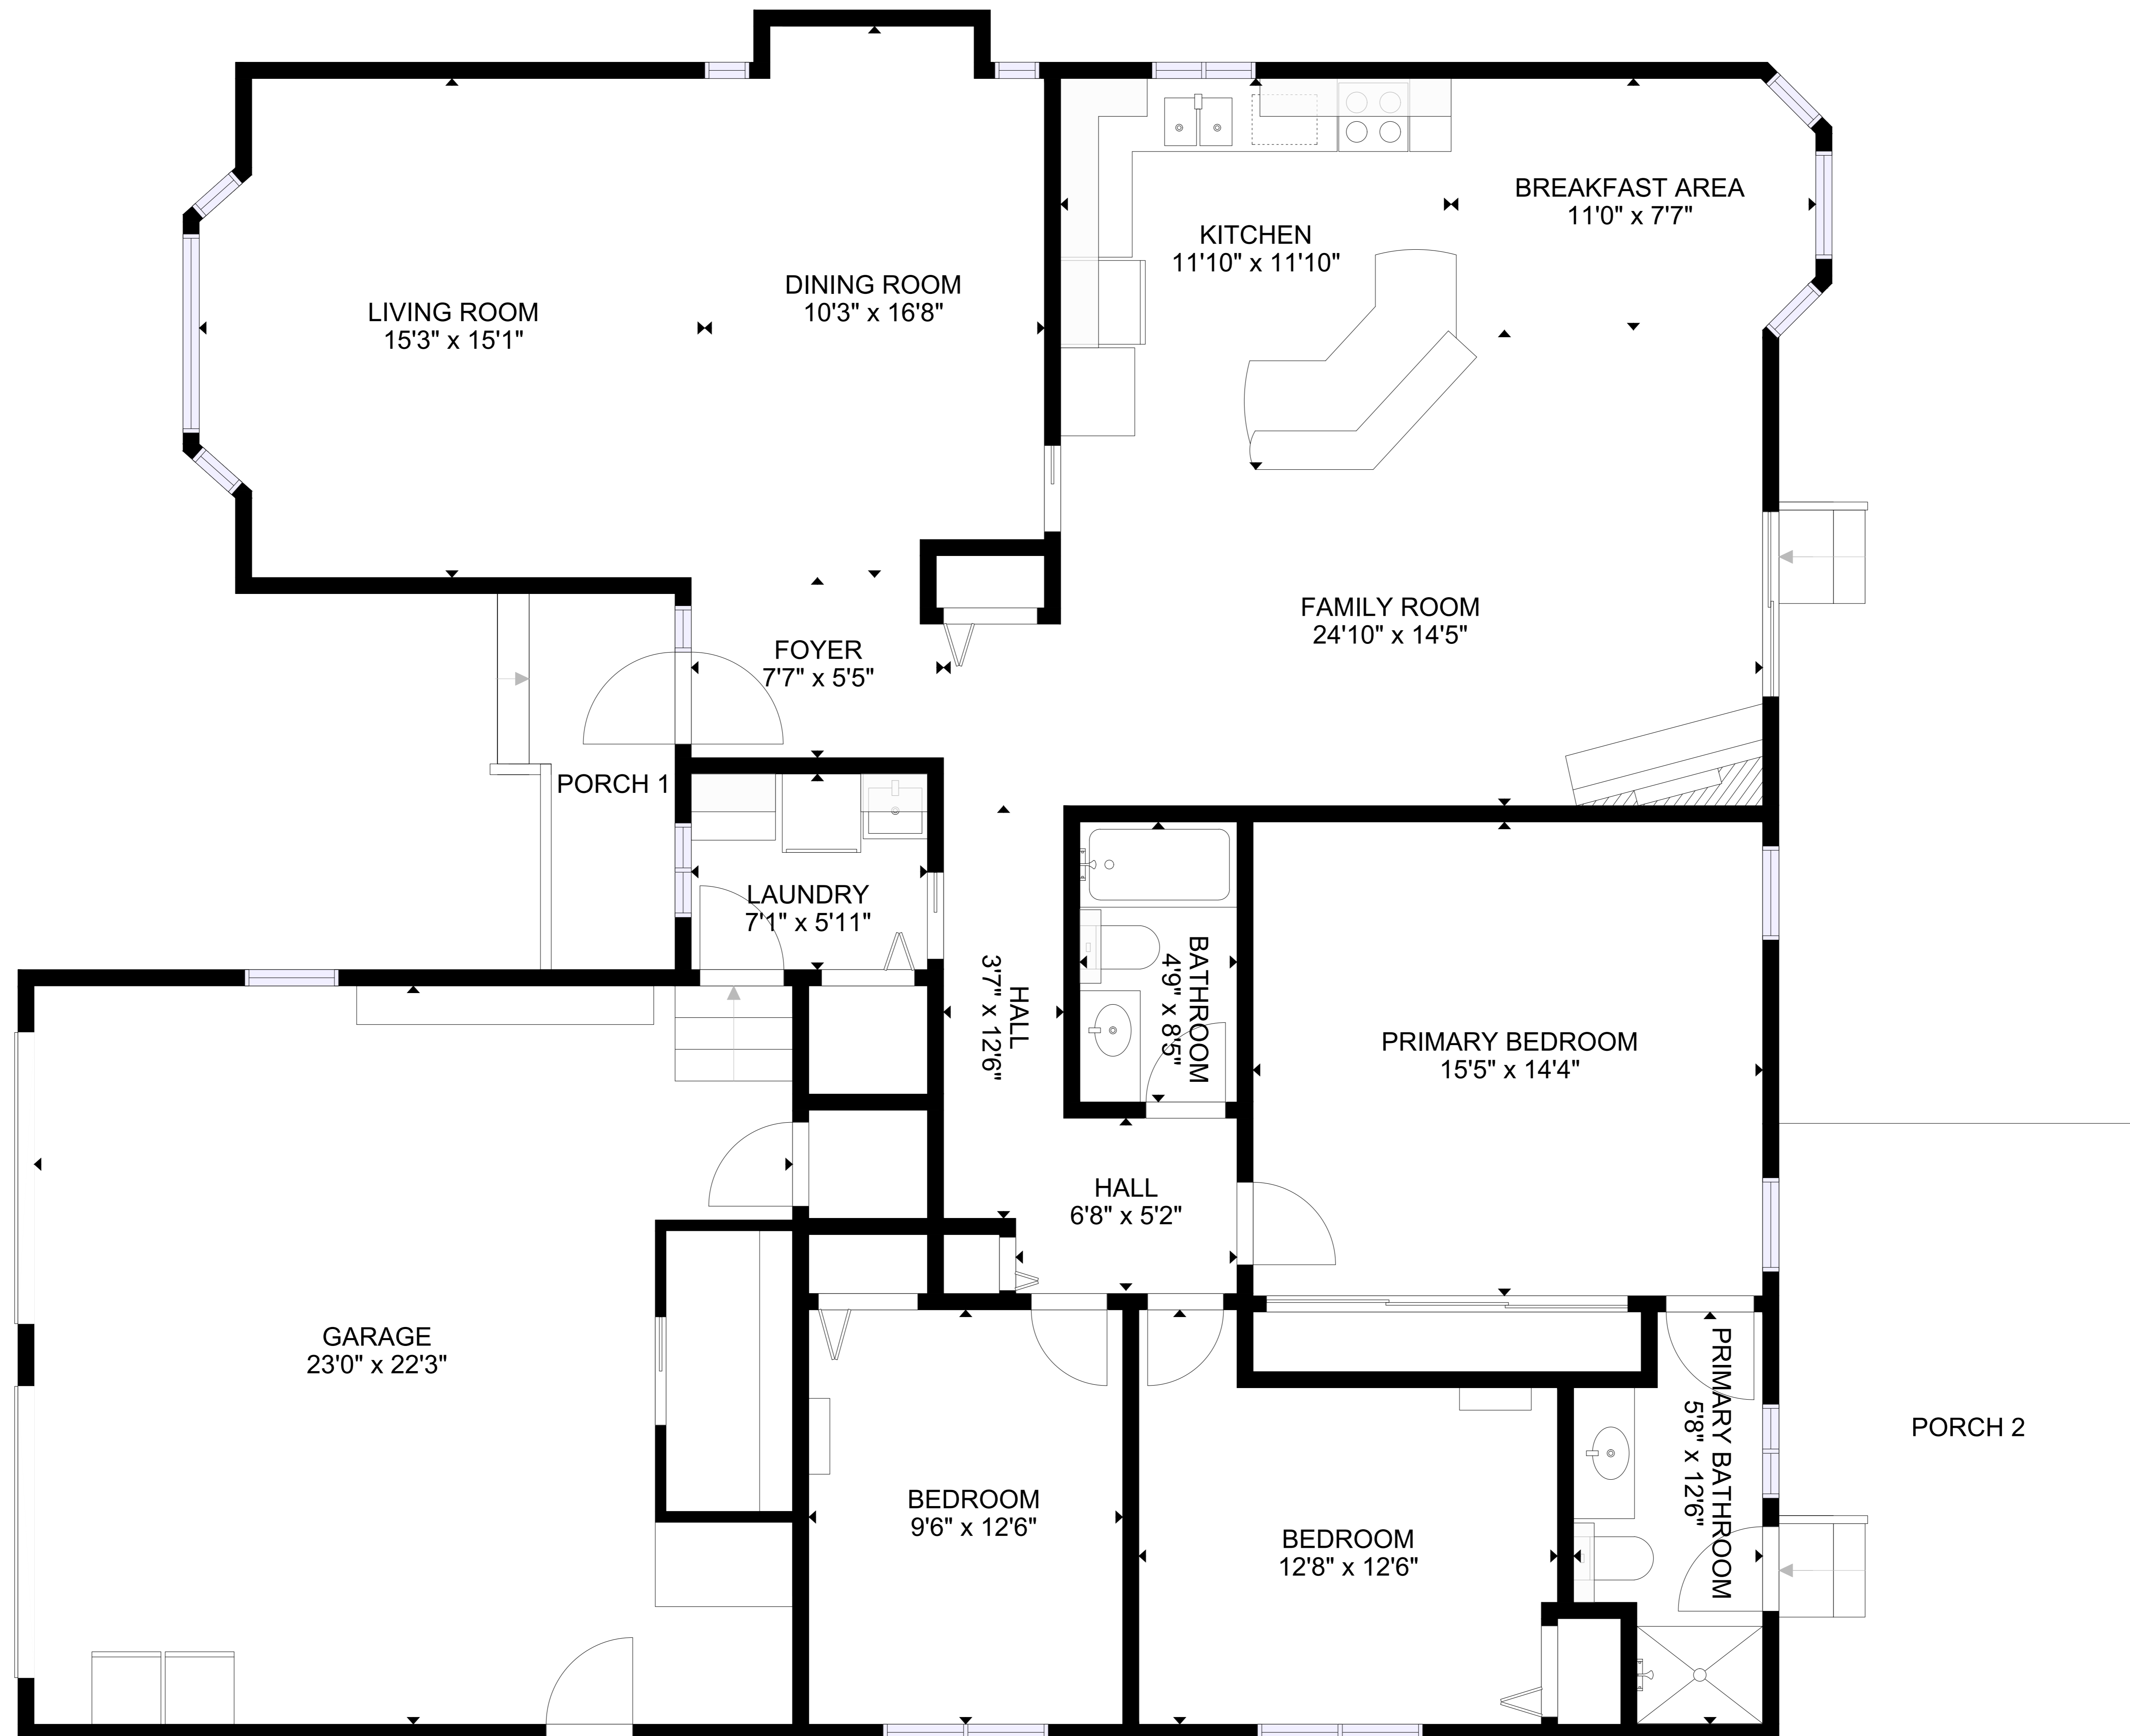 BREAKFAST AREA
11'0" x 7'7"
KITCHEN
11'10" x 11'10"
DINING ROOM
10'3" x 16'8"
LIVING ROOM
15'3" x 15'1"
FAMILY ROOM
24'10" x 14'5"
FOYER
7'7" x 5'5"
PORCH 1
LAUNDRY
7'1" x 5'11"
HALL
3'7" x 12'6"
BATHROOM
4'9" x 8'5"
PRIMARY BEDROOM
15'5" x 14'4"
HALL
6'8" x 5'2"
GARAGE
23'0" x 22'3"
PRIMARY BATHROOM
5'8" x 12'6"
PORCH 2
BEDROOM
9'6" x 12'6"
BEDROOM
12'8" x 12'6"